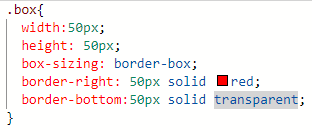 .box{
width:50px;
height: 50px;
box-sizing: border-box;
border-right: 50px solid red;
border-bottom:50px solid transparent;
}